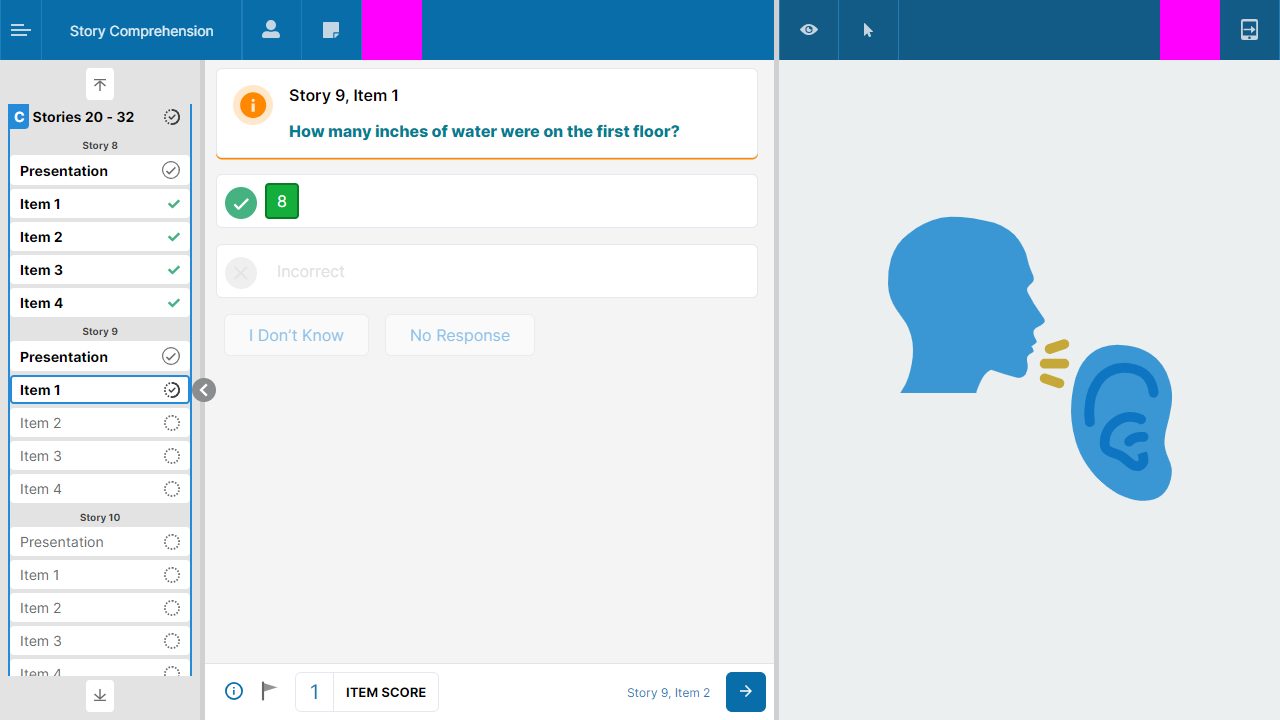 Story Comprehension
C Stories 20 - 32
Story 8
Presentation
Item 1
Item 2
Item 3
Item 4
Story 9
Presentation
Item 1
Item 2
Item 3
Item 4
Story 10
Presentation
Item 1
Item 2
Item 3
Item 4
Story 9, Item 1
How many inches of water were on the first floor?
8
Incorrect
I Don't Know
No Response
1 ITEM SCORE
Story 9, Item 2